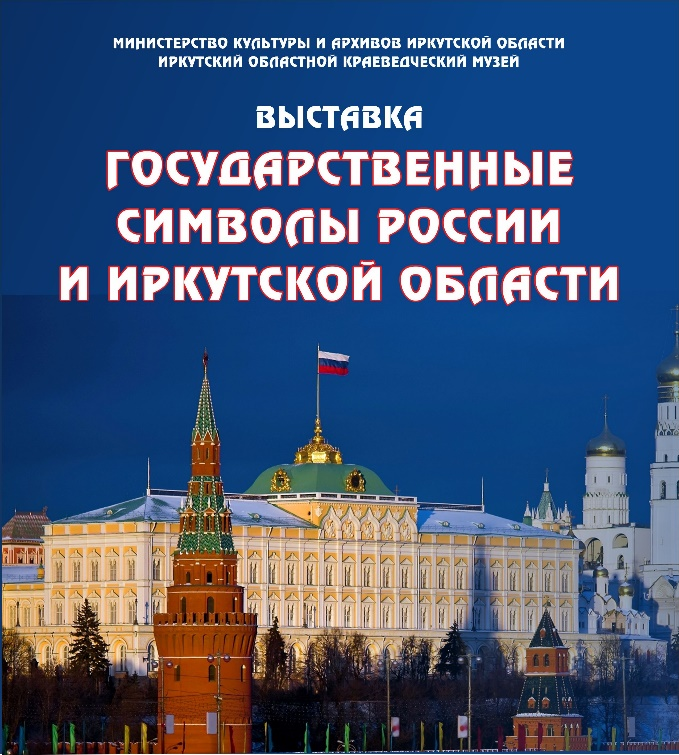 МИНИСТЕРСТВО КУЛЬТУРЫ И АРХИВОВ ИРКУТСКОЙ ОБЛАСТИ
ИРКУТСКИЙ ОБЛАСТНОЙ КРАЕВЕДЧЕСКИЙ МУЗЕЙ
ВЫСТАВКА
ГОСУДАРСТВЕННЫЕ
СИМВОЛЫ РОССИИ
И ИРКУТСКОЙ ОБЛАСТИ